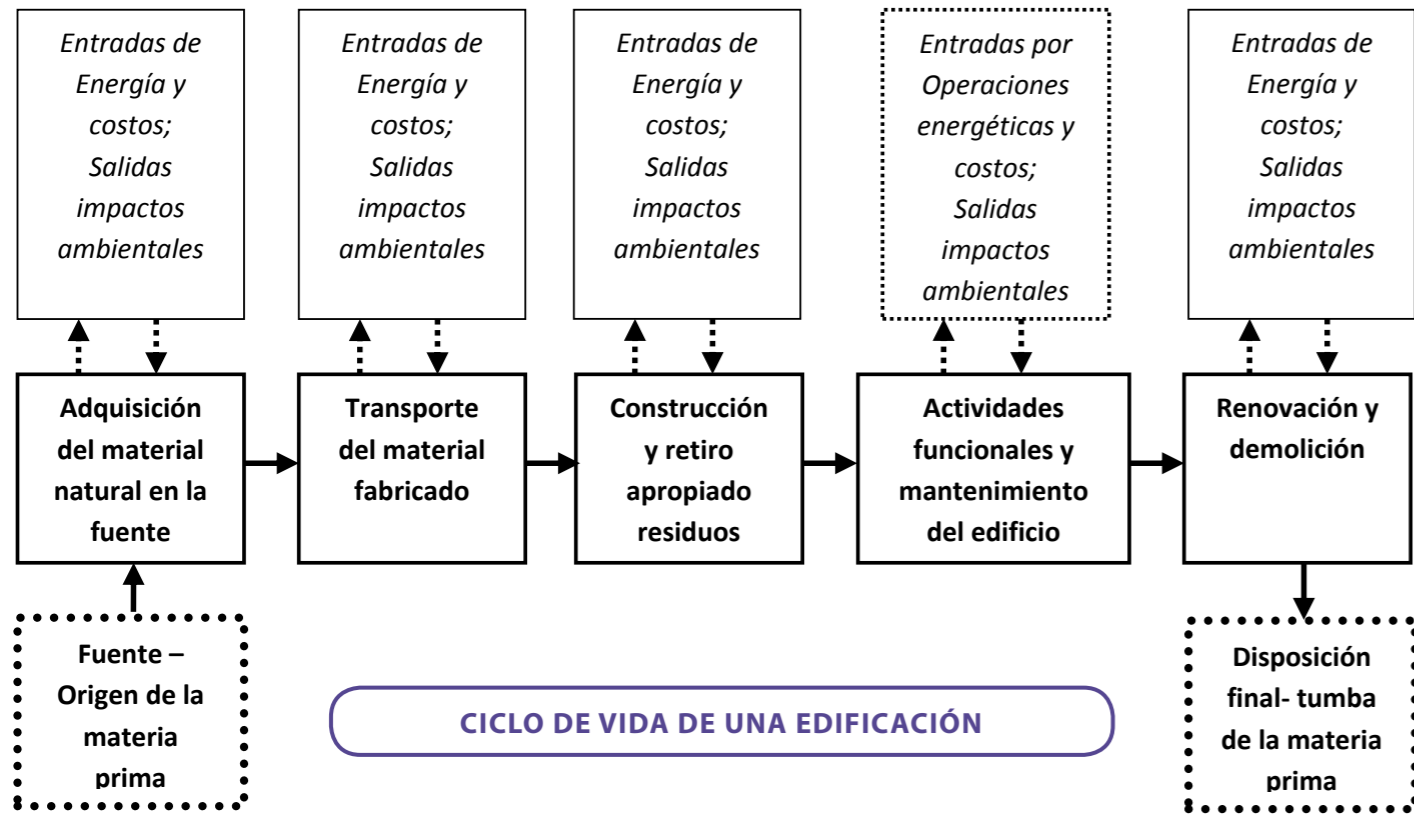 Entradas de
Energía y
costos;
Salidas
impactos
ambientales
Entradas de
Energía y
costos;
Salidas
impactos
ambientales
Entradas de
Energía y
costos;
Salidas
impactos
ambientales
Entradas por
Operaciones
energéticas y
costos;
Salidas
impactos
ambientales
Entradas de
Energía y
costos;
Salidas
impactos
ambientales
Adquisición
del material
natural en la
fuente
Transporte
del material
fabricado
Construcción
y retiro
apropiado
residuos
Actividades
funcionales y
mantenimiento
del edificio
Renovación y
demolición
Fuente –
Origen de la
materia
prima
CICLO DE VIDA DE UNA EDIFICACIÓN
Disposición
final- tumba
de la materia
prima